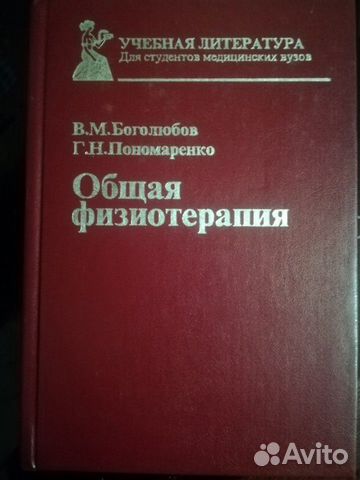 УЧЕБНАЯ ЛИТЕРАТУРА
Для студентов медицинских вузов
В.М.Боголюбов
Г.Н.Пономаренко
Общая
физиотерапия
Avito